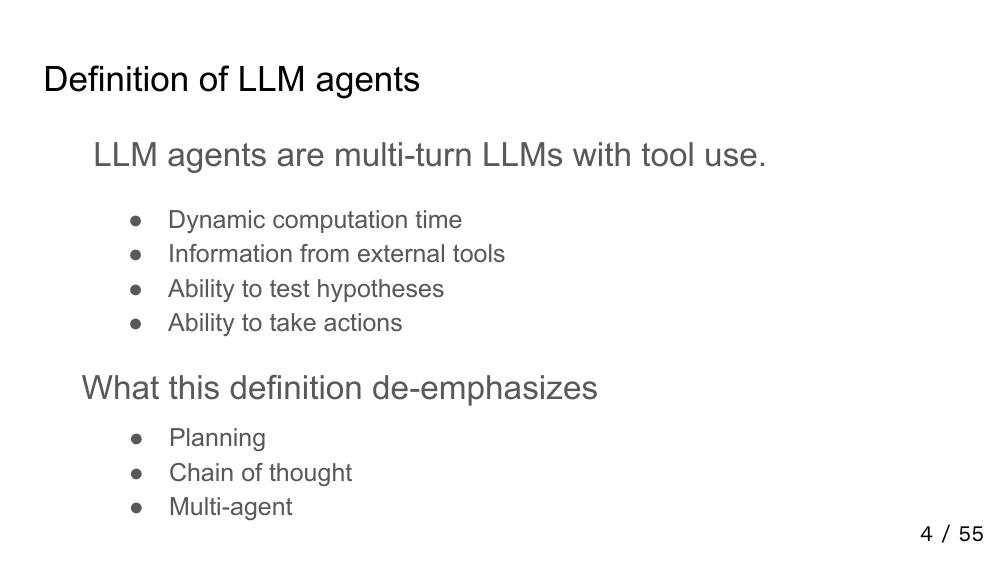 Definition of LLM agents
LLM agents are multi-turn LLMs with tool use.
● Dynamic computation time
● Information from external tools
● Ability to test hypotheses
● Ability to take actions
What this definition de-emphasizes
● Planning
● Chain of thought
● Multi-agent
4 / 55